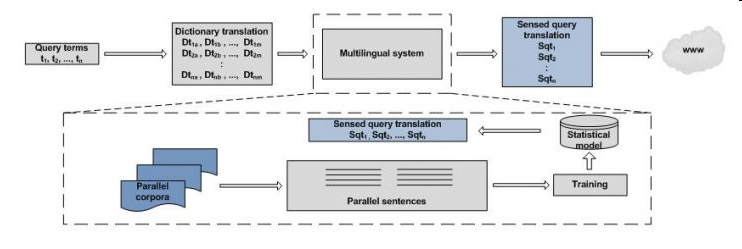 Query terms
t1, t2, ..., tn
Dictionary translation
Dt1a , Dt1b , ..., Dt1m
Dt2a , Dt2b , ..., Dt2m
:
Dtna , Dtnb , ..., Dtnm
Multilingual system
Sensed query
translation
Sqt1
Sqt2
:
Sqtn
www
Sensed query translation
Sqt1 , Sqt2, ..., Sqtn
Statistical
model
Parallel
corpora
Parallel sentences
Training